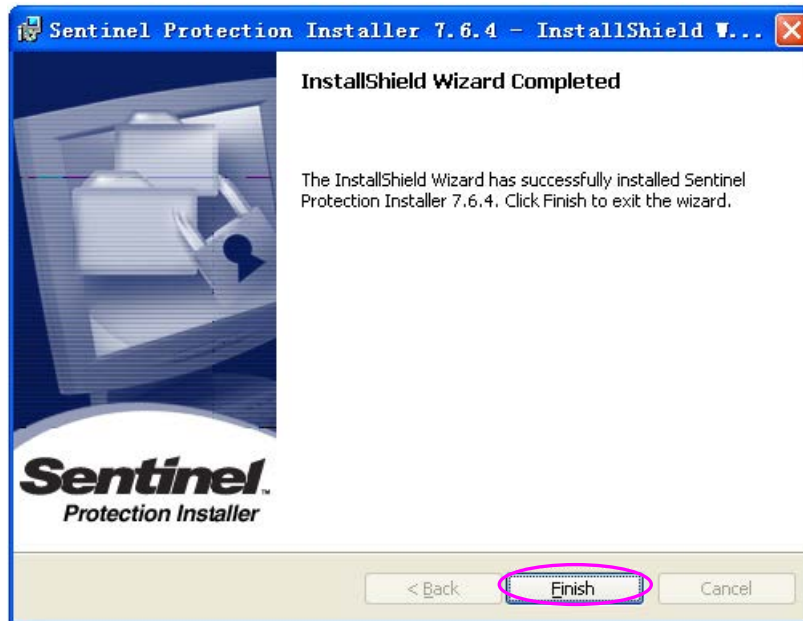 Sentinel Protection Installer 7.6.4 - InstallShield W...
InstallShield Wizard Completed
The InstallShield Wizard has successfully installed Sentinel
Protection Installer 7.6.4. Click Finish to exit the wizard.
Sentinel™
Protection Installer
< Back
Finish
Cancel